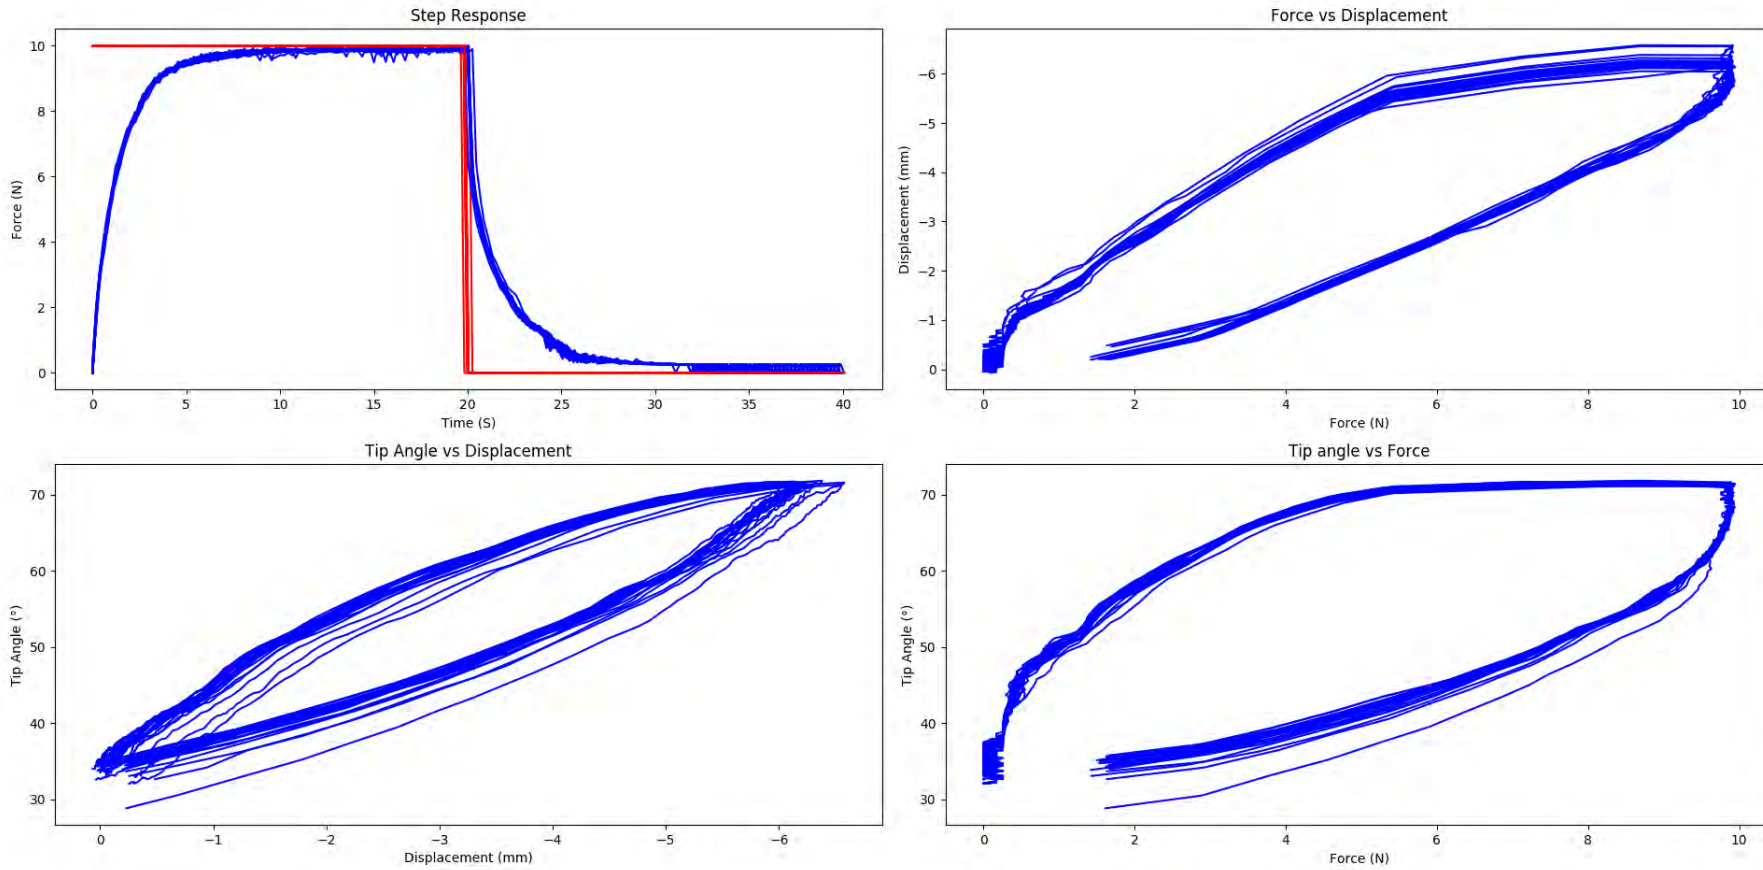 Step Response
Force (N)
10
8
6
4
2
0
0 5 10 15 20 25 30 35 40
Time (S)
Force vs Displacement
Displacement (mm)
−6
−5
−4
−3
−2
−1
0
0 2 4 6 8 10
Force (N)
Tip Angle vs Displacement
Tip Angle (°)
70
60
50
40
30
0 −1 −2 −3 −4 −5 −6
Displacement (mm)
Tip angle vs Force
Tip Angle (°)
70
60
50
40
30
0 2 4 6 8 10
Force (N)